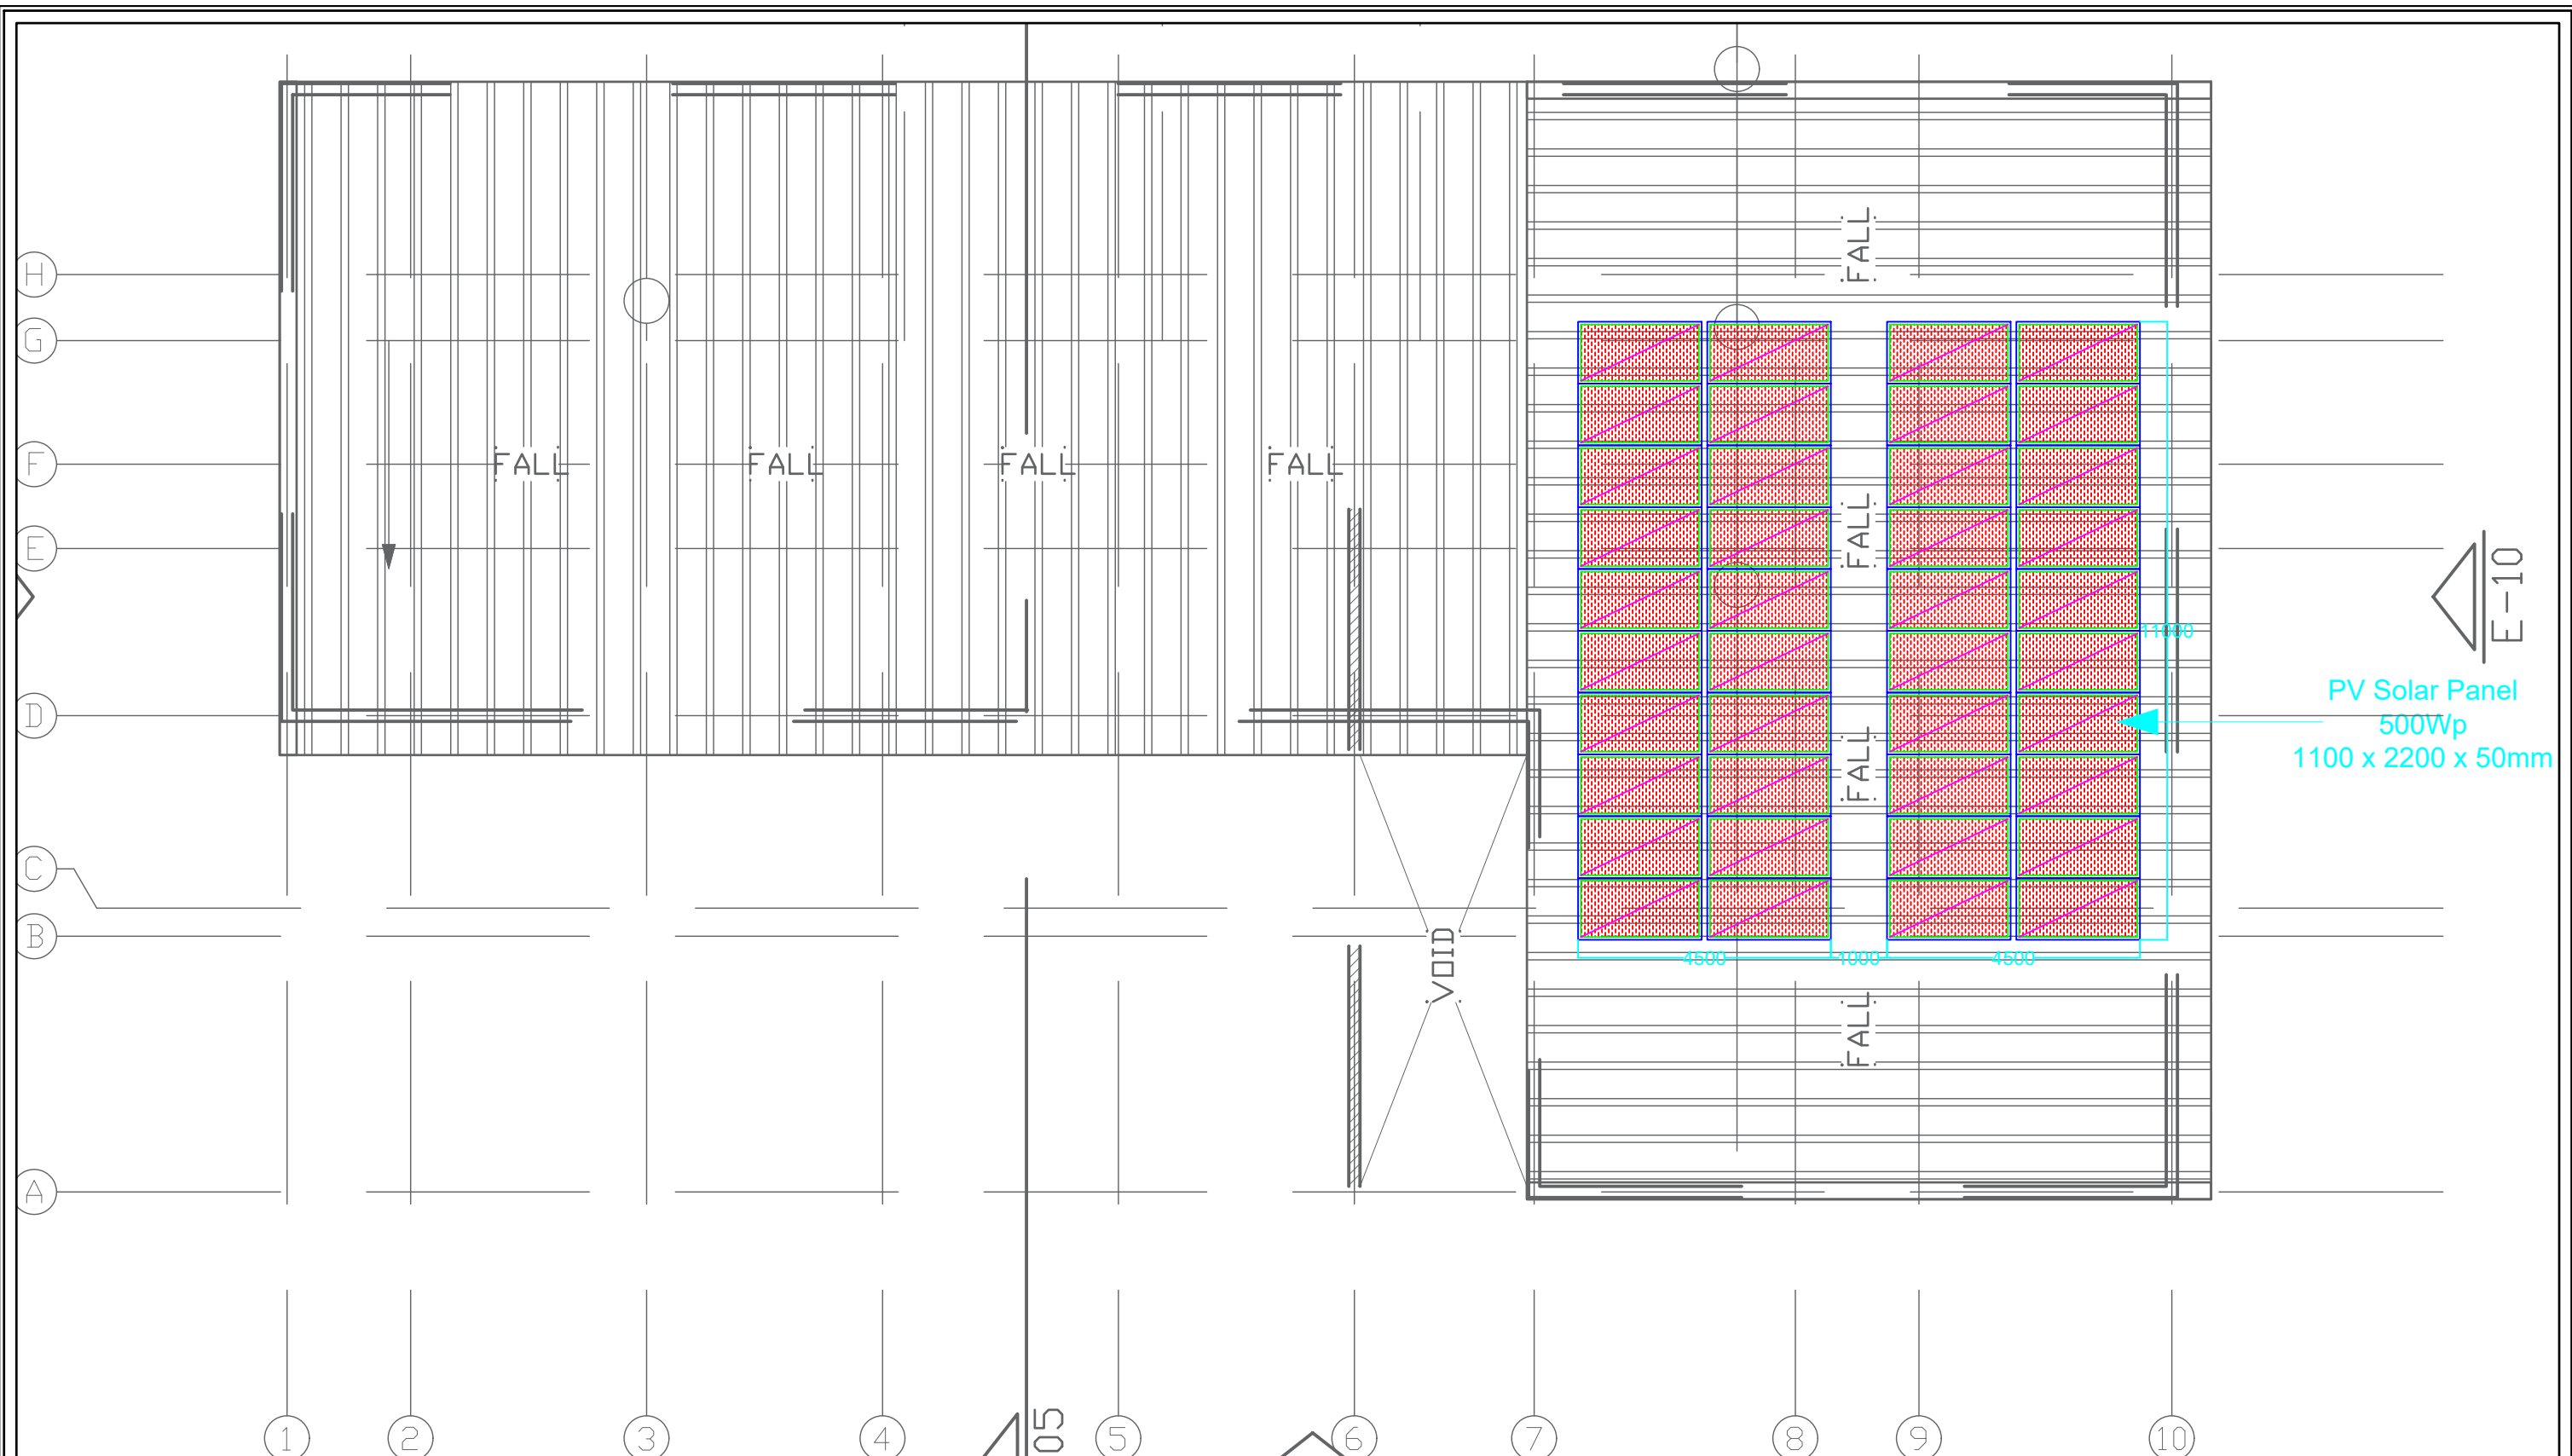 H
G
F
E
D
C
B
A
FALL
FALL
FALL
FALL
FALL
FALL
FALL
FALL
VOID
11000
4500
1000
4500
PV Solar Panel
500Wp
1100 x 2200 x 50mm
E-10
05
1
2
3
4
5
6
7
8
9
10